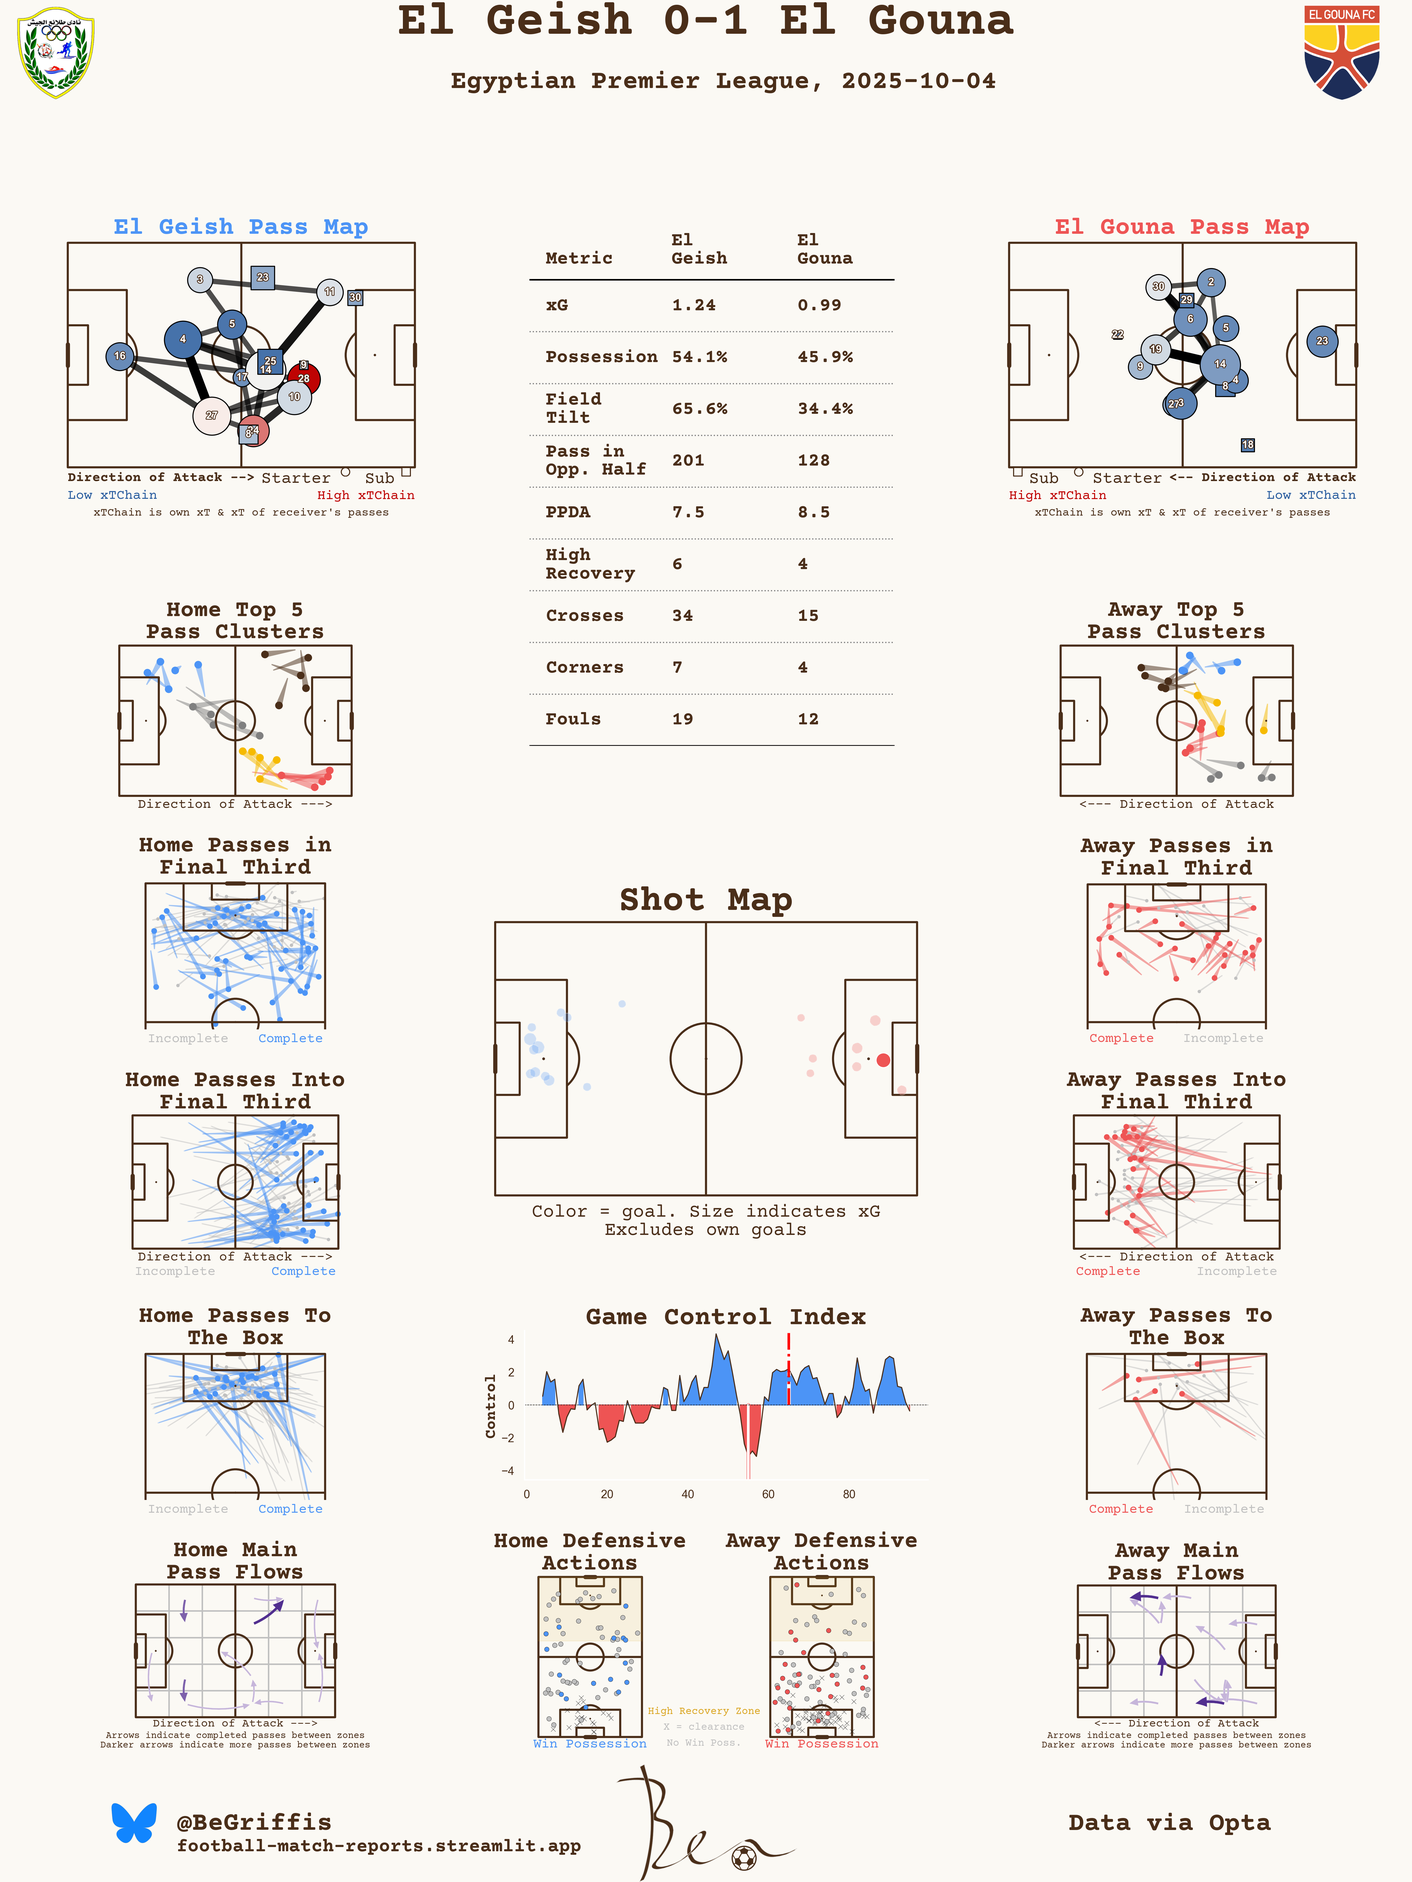 El Geish 0-1 El Gouna
Egyptian Premier League, 2025-10-04
نادى طلائع الجيش
EL GOUNA FC
El Geish Pass Map
3
23
11
30
5
4
16
25
14
17
9
28
10
27
24
8
Direction of Attack --> Starter Sub
Low xTChain High xTChain
xTChain is own xT & xT of receiver's passes
Metric El Geish El Gouna
xG 1.24 0.99
Possession 54.1% 45.9%
Field Tilt 65.6% 34.4%
Pass in Opp. Half 201 128
PPDA 7.5 8.5
High Recovery 6 4
Crosses 34 15
Corners 7 4
Fouls 19 12
El Gouna Pass Map
30
2
29
6
5
22
19
23
9
14
4
8
27
3
18
Sub Starter <-- Direction of Attack
High xTChain Low xTChain
xTChain is own xT & xT of receiver's passes
Home Top 5
Pass Clusters
Direction of Attack --->
Away Top 5
Pass Clusters
<--- Direction of Attack
Home Passes in
Final Third
Incomplete Complete
Away Passes in
Final Third
Complete Incomplete
Shot Map
Color = goal. Size indicates xG
Excludes own goals
Home Passes Into
Final Third
Direction of Attack --->
Incomplete Complete
Away Passes Into
Final Third
<--- Direction of Attack
Complete Incomplete
Home Passes To
The Box
Incomplete Complete
Game Control Index
Control
4
2
0
−2
−4
0 20 40 60 80
Away Passes To
The Box
Complete Incomplete
Home Main
Pass Flows
Direction of Attack --->
Arrows indicate completed passes between zones
Darker arrows indicate more passes between zones
Home Defensive
Actions
Win Possession
Away Defensive
Actions
Win Possession
High Recovery Zone
X = clearance
No Win Poss.
Away Main
Pass Flows
<--- Direction of Attack
Arrows indicate completed passes between zones
Darker arrows indicate more passes between zones
@BeGriffis
football-match-reports.streamlit.app
Ben
Data via Opta